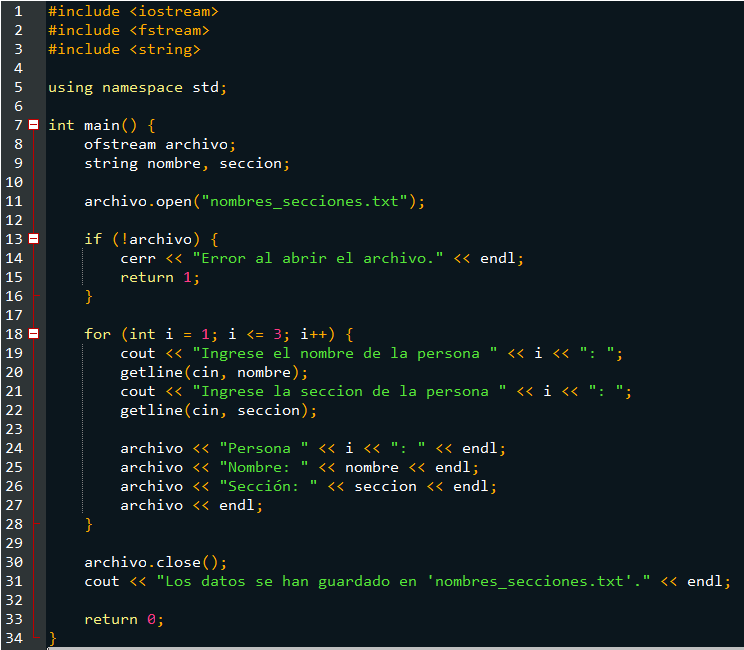 1 #include <iostream>
2 #include <fstream>
3 #include <string>
4
5 using namespace std;
6
7 int main() {
8     ofstream archivo;
9     string nombre, seccion;
10
11     archivo.open("nombres_secciones.txt");
12
13     if (!archivo) {
14         cerr << "Error al abrir el archivo." << endl;
15         return 1;
16     }
17
18     for (int i = 1; i <= 3; i++) {
19         cout << "Ingrese el nombre de la persona " << i << ": ";
20         getline(cin, nombre);
21         cout << "Ingrese la seccion de la persona " << i << ": ";
22         getline(cin, seccion);
23
24         archivo << "Persona " << i << ": " << endl;
25         archivo << "Nombre: " << nombre << endl;
26         archivo << "Sección: " << seccion << endl;
27         archivo << endl;
28     }
29
30     archivo.close();
31     cout << "Los datos se han guardado en 'nombres_secciones.txt'." << endl;
32
33     return 0;
34 }